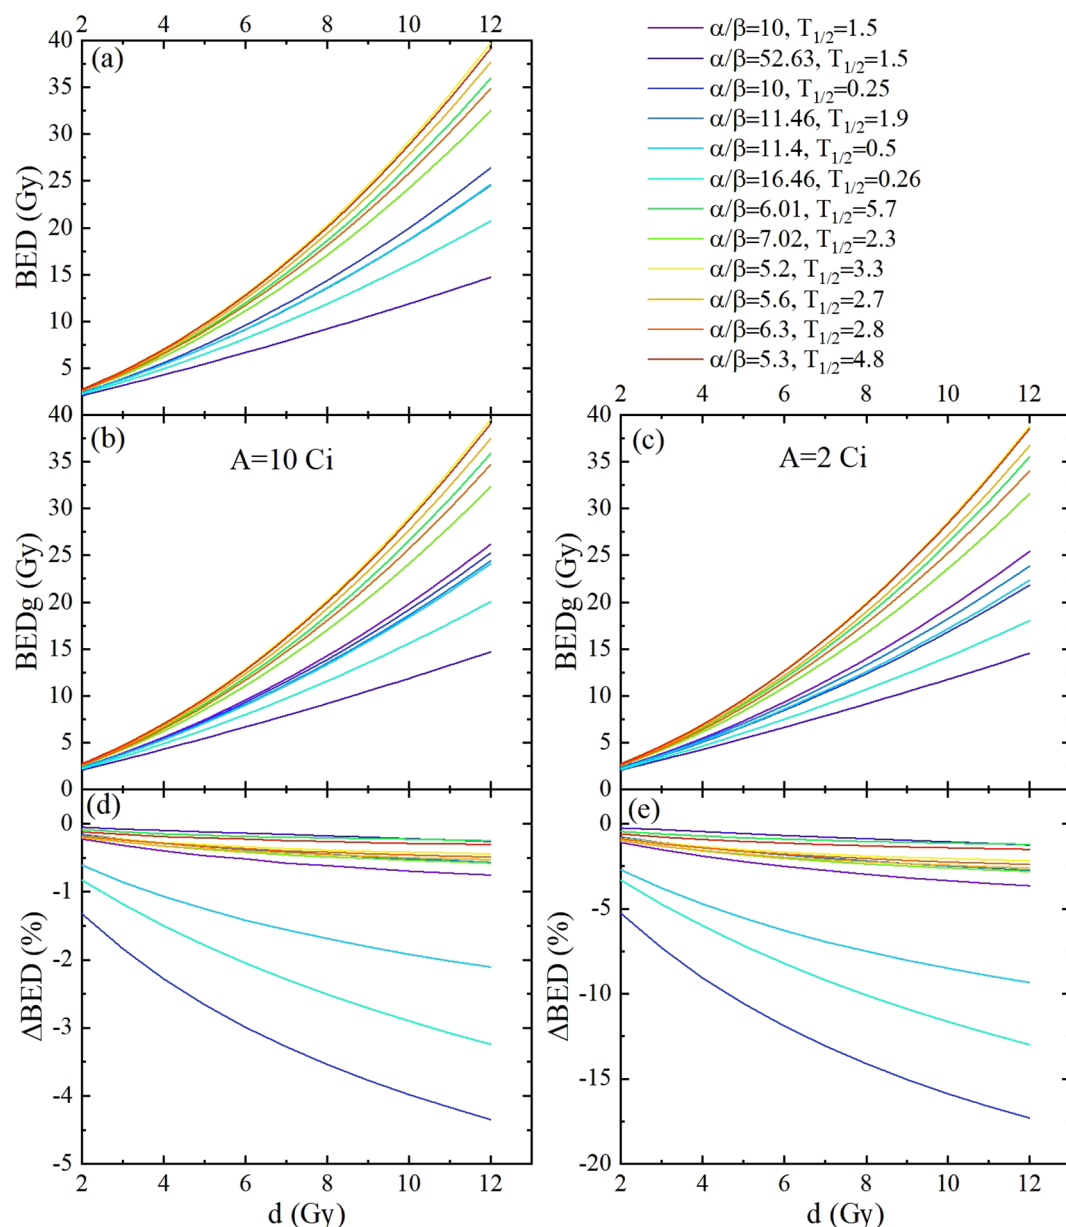 2 4 6 8 10 12
(a)
40
35
30
25
20
15
10
5
BED (Gy)
α/β=10, T1/2=1.5
α/β=52.63, T1/2=1.5
α/β=10, T1/2=0.25
α/β=11.46, T1/2=1.9
α/β=11.4, T1/2=0.5
α/β=16.46, T1/2=0.26
α/β=6.01, T1/2=5.7
α/β=7.02, T1/2=2.3
α/β=5.2, T1/2=3.3
α/β=5.6, T1/2=2.7
α/β=6.3, T1/2=2.8
α/β=5.3, T1/2=4.8
(b)
A=10 Ci
40
35
30
25
20
15
10
5
0
BEDg (Gy)
2 4 6 8 10 12
(c)
A=2 Ci
40
35
30
25
20
15
10
5
0
BEDg (Gy)
(d)
0
-1
-2
-3
-4
-5
ΔBED (%)
2 4 6 8 10 12
d (Gy)
(e)
0
-5
-10
-15
-20
ΔBED (%)
2 4 6 8 10 12
d (Gy)